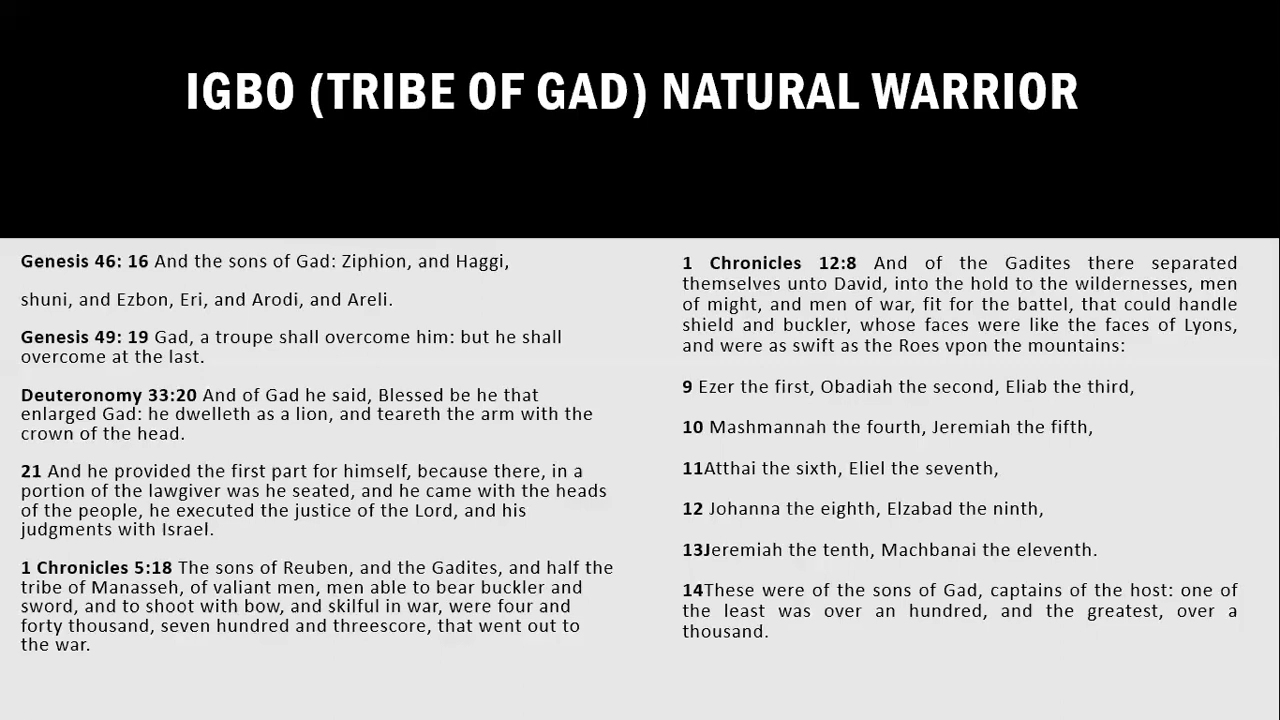 IGBO (TRIBE OF GAD) NATURAL WARRIOR
Genesis 46: 16 And the sons of Gad: Ziphion, and Haggi,
shuni, and Ezbon, Eri, and Arodi, and Areli.
Genesis 49: 19 Gad, a troupe shall overcome him: but he shall
overcome at the last.
Deuteronomy 33:20 And of Gad he said, Blessed be he that
enlarged Gad: he dwelleth as a lion, and teareth the arm with the
crown of the head.
21 And he provided the first part for himself, because there, in a
portion of the lawgiver was he seated, and he came with the heads
of the people, he executed the justice of the Lord, and his
judgments with Israel.
1 Chronicles 5:18 The sons of Reuben, and the Gadites, and half the
tribe of Manasseh, of valiant men, men able to bear buckler and
sword, and to shoot with bow, and skilful in war, were four and
forty thousand, seven hundred and threescore, that went out to
the war.
1 Chronicles 12:8 And of the Gadites there separated
themselves unto David, into the hold to the wildernesses, men
of might, and men of war, fit for the battel, that could handle
shield and buckler, whose faces were like the faces of Lyons,
and were as swift as the Roes vpon the mountains:
9 Ezer the first, Obadiah the second, Eliab the third,
10 Mashmannah the fourth, Jeremiah the fifth,
11Atthai the sixth, Eliel the seventh,
12 Johanna the eighth, Elzabad the ninth,
13Jeremiah the tenth, Machbanai the eleventh.
14These were of the sons of Gad, captains of the host: one of
the least was over an hundred, and the greatest, over a
thousand.